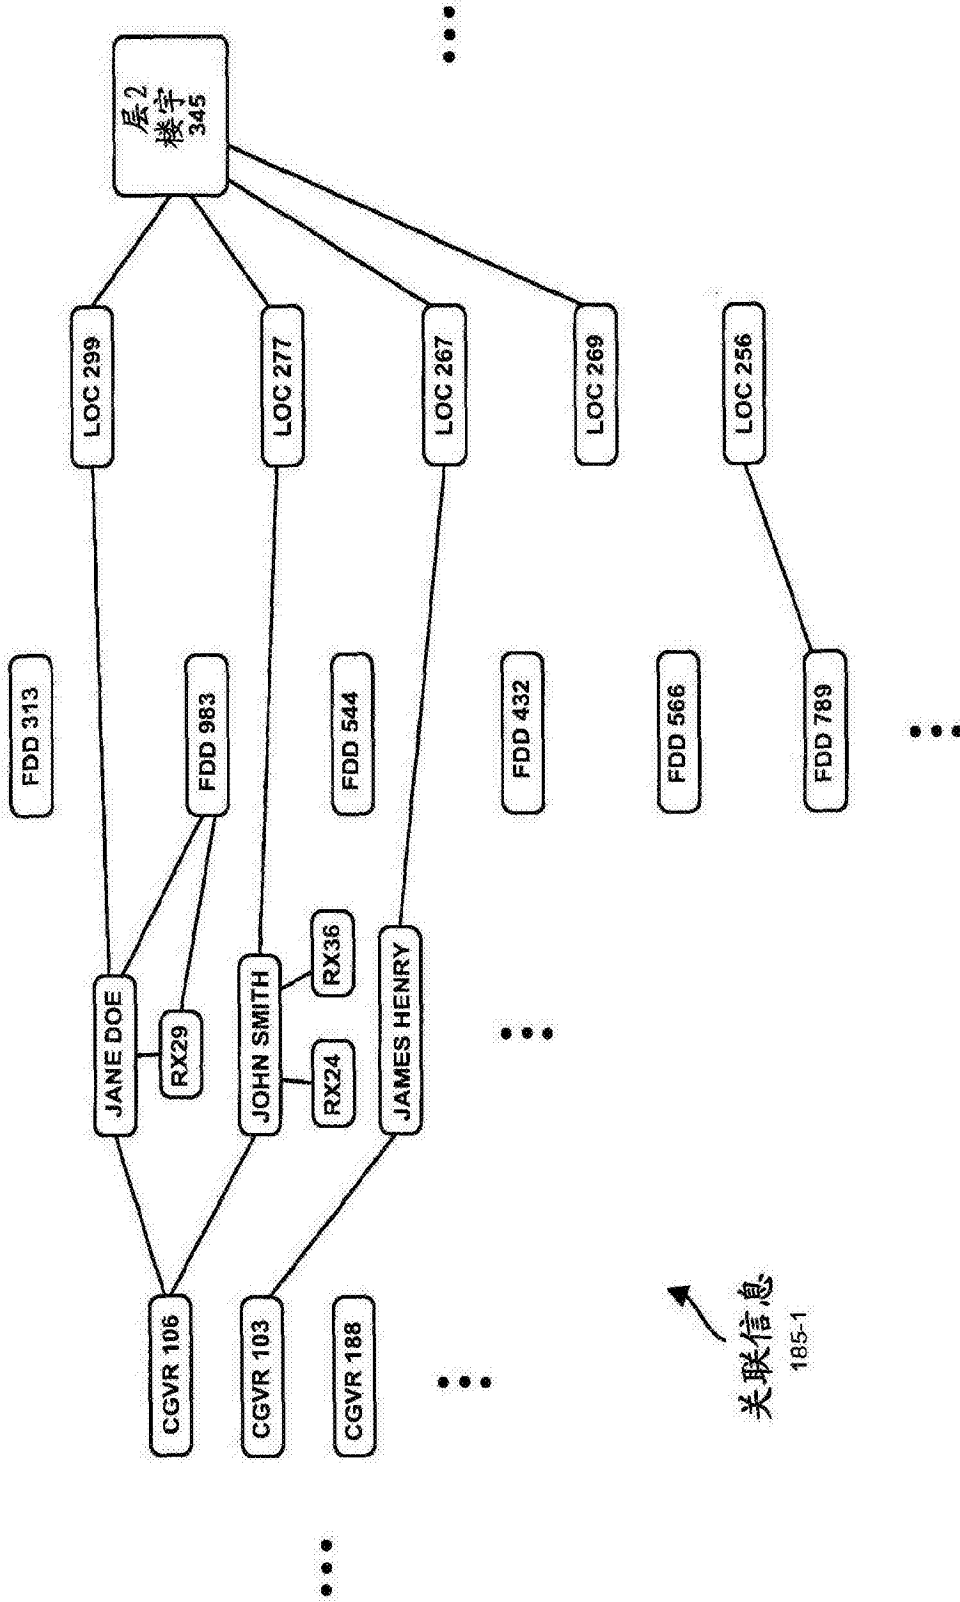 CGVR 106
CGVR 103
CGVR 188
JANE DOE
RX29
JOHN SMITH
RX24
RX36
JAMES HENRY
FDD 313
FDD 983
FDD 544
FDD 432
FDD 566
FDD 789
LOC 299
LOC 277
LOC 267
LOC 269
LOC 256
层2
楼宇
345
关联信息
185-1